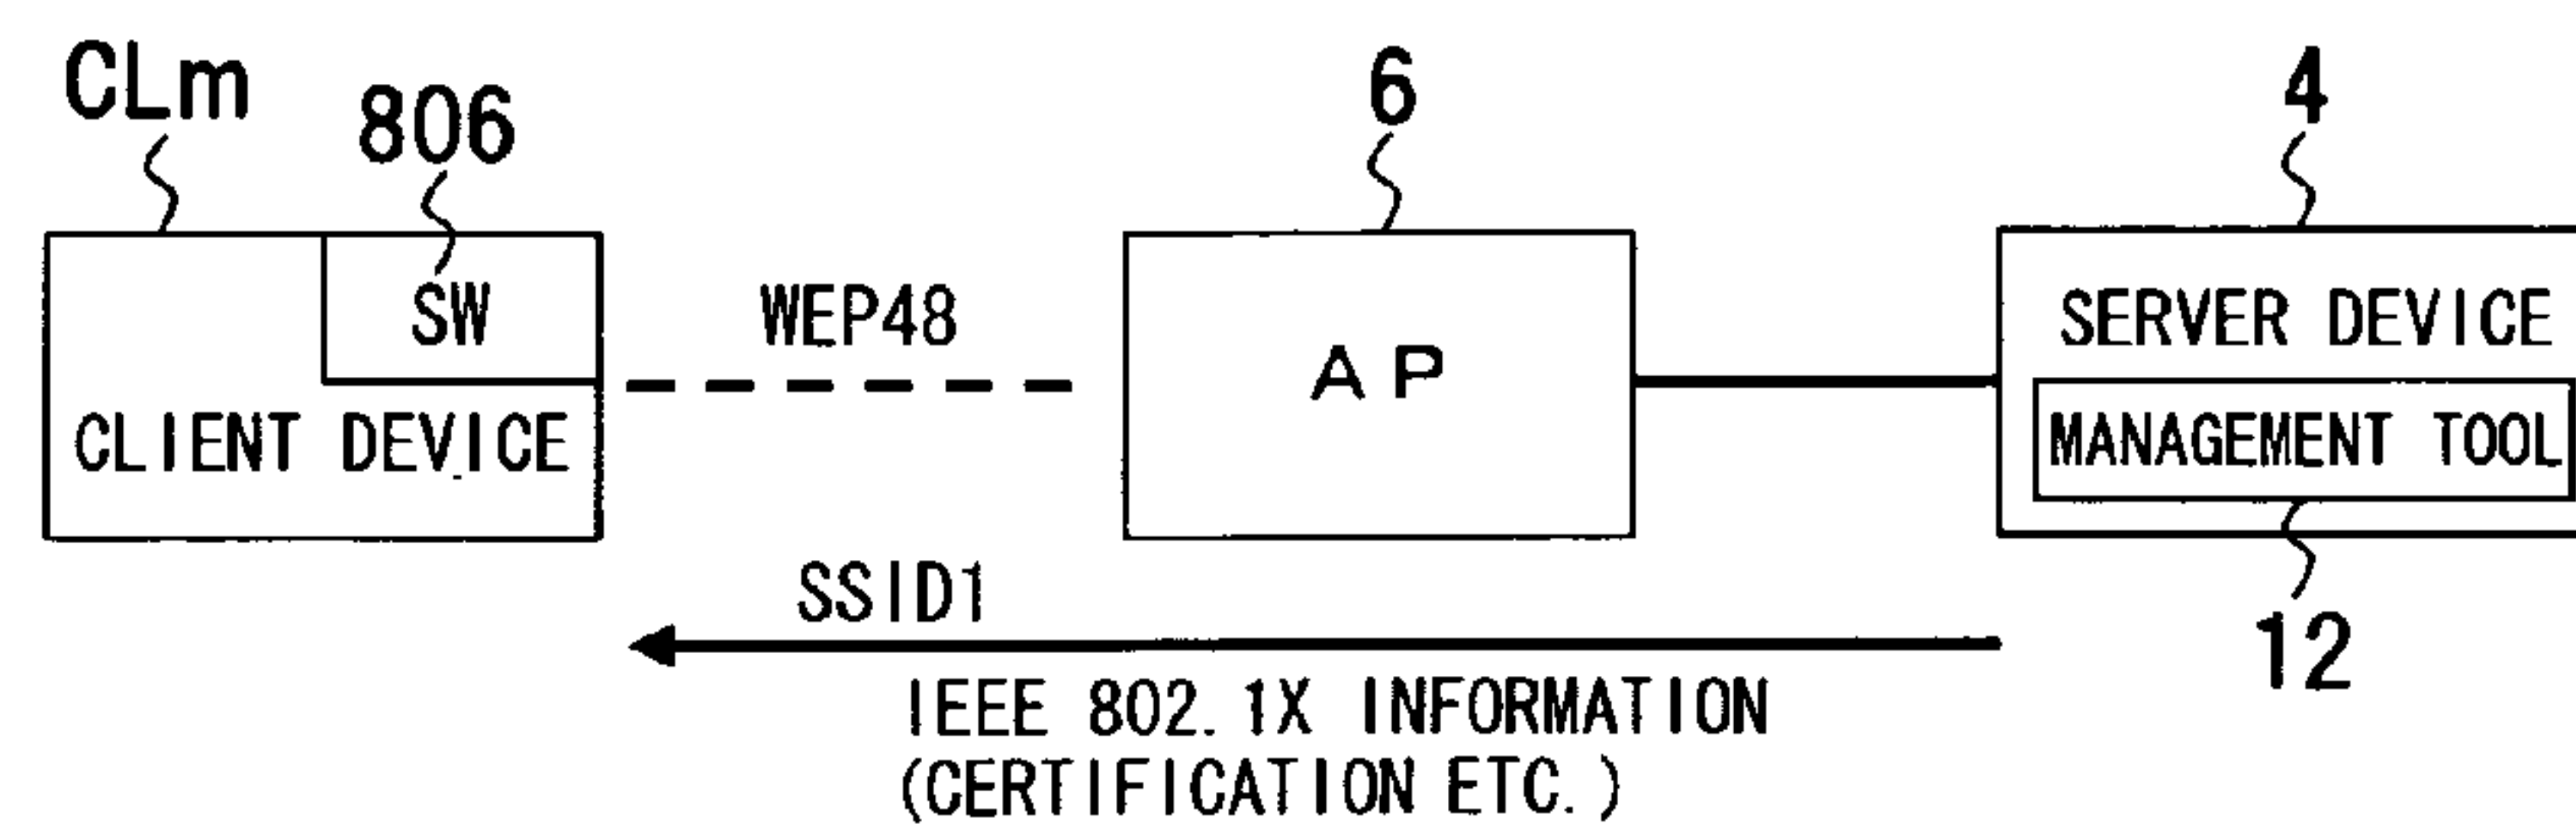 CLm
806
6
4
SW
WEP48
AP
SERVER DEVICE
CLIENT DEVICE
MANAGEMENT TOOL
SSID1
12
IEEE 802.1X INFORMATION
(CERTIFICATION ETC.)